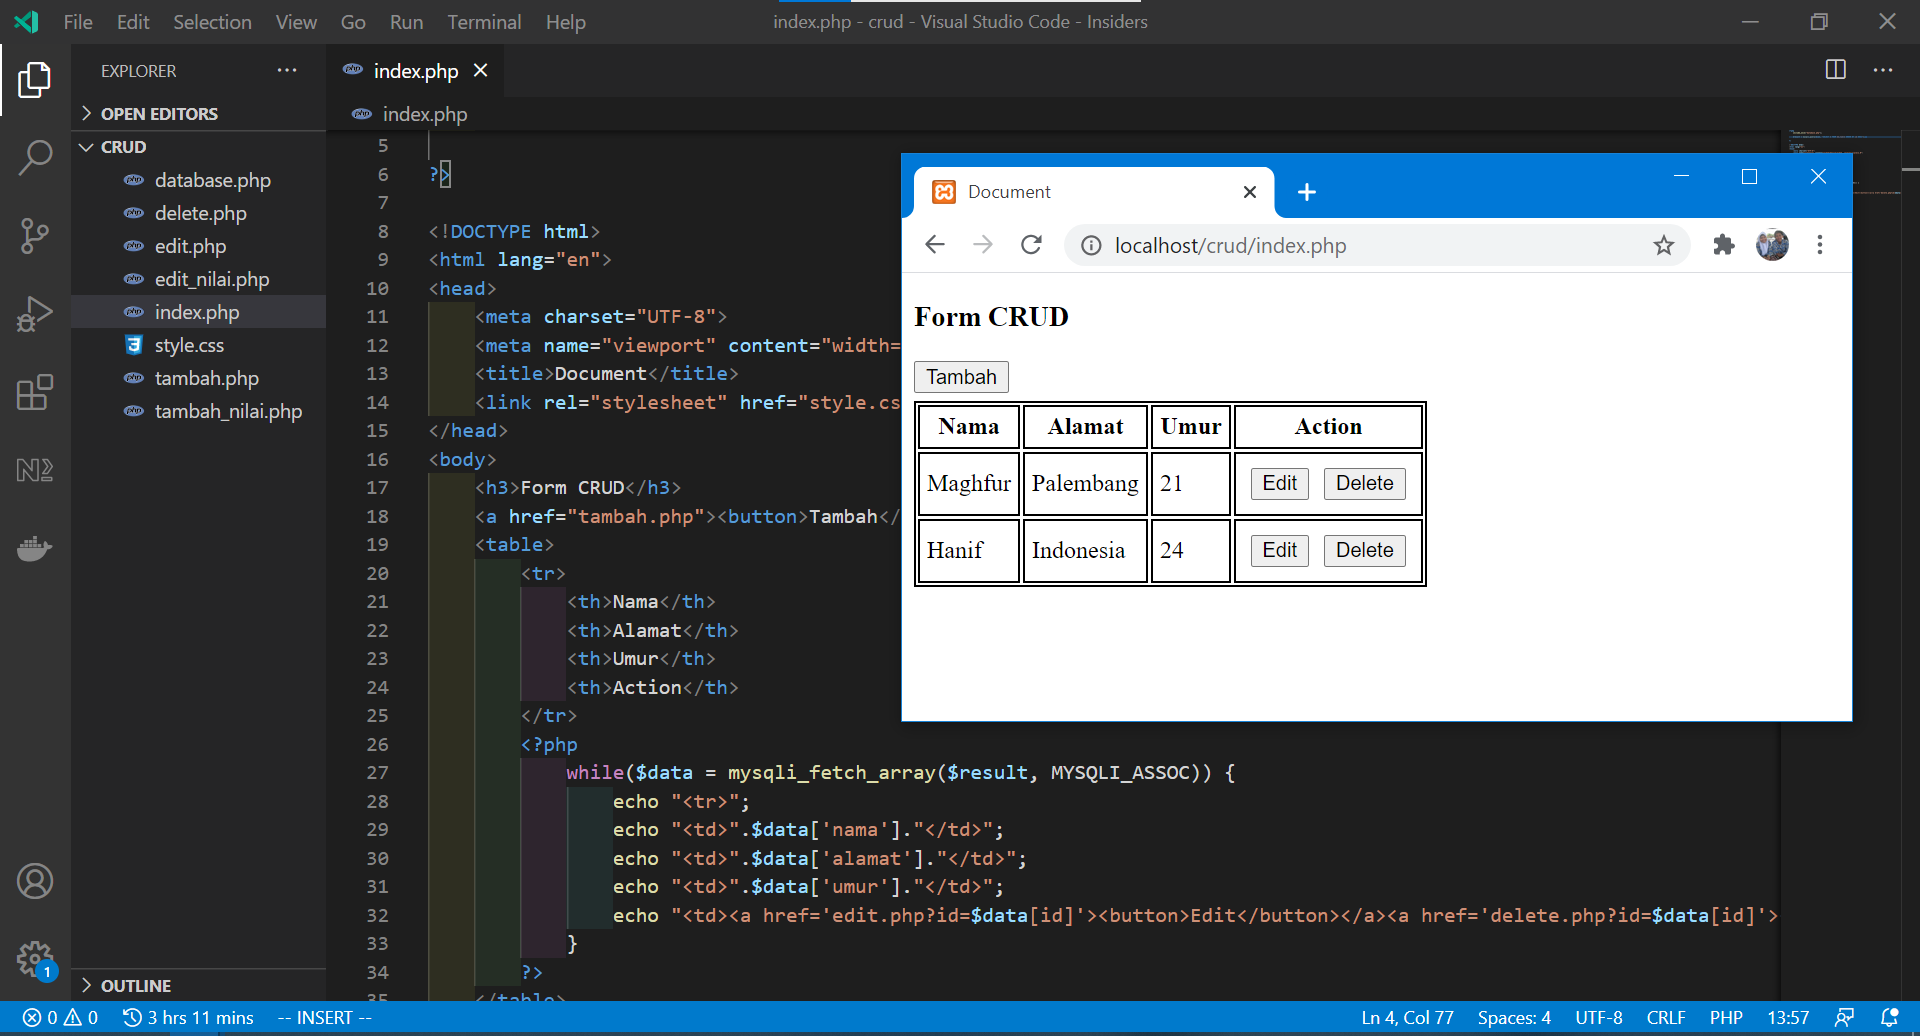 File Edit Selection View Go Run Terminal Help
index.php - crud - Visual Studio Code - Insiders
EXPLORER
OPEN EDITORS
CRUD
database.php
delete.php
edit.php
edit_nilai.php
index.php
style.css
tambah.php
tambah_nilai.php
OUTLINE
index.php
index.php
5
6 ?>
7
8 <!DOCTYPE html>
9 <html lang="en">
10 <head>
11 <meta charset="UTF-8">
12 <meta name="viewport" content="width=
13 <title>Document</title>
14 <link rel="stylesheet" href="style.cs
15 </head>
16 <body>
17 <h3>Form CRUD</h3>
18 <a href="tambah.php"><button>Tambah</
19 <table>
20 <tr>
21 <th>Nama</th>
22 <th>Alamat</th>
23 <th>Umur</th>
24 <th>Action</th>
25 </tr>
26 <?php
27 while($data = mysqli_fetch_array($result, MYSQLI_ASSOC)) {
28 echo "<tr>";
29 echo "<td>".$data['nama']."</td>";
30 echo "<td>".$data['alamat']."</td>";
31 echo "<td>".$data['umur']."</td>";
32 echo "<td><a href='edit.php?id=$data[id]'><button>Edit</button></a><a href='delete.php?id=$data[id]'>
33 }
34 ?>
35 </table>
Document
localhost/crud/index.php
Form CRUD
Tambah
Nama Alamat Umur Action
Maghfur Palembang 21 Edit Delete
Hanif Indonesia 24 Edit Delete
1
0 0 3 hrs 11 mins -- INSERT --
Ln 4, Col 77 Spaces: 4 UTF-8 CRLF PHP 13:57